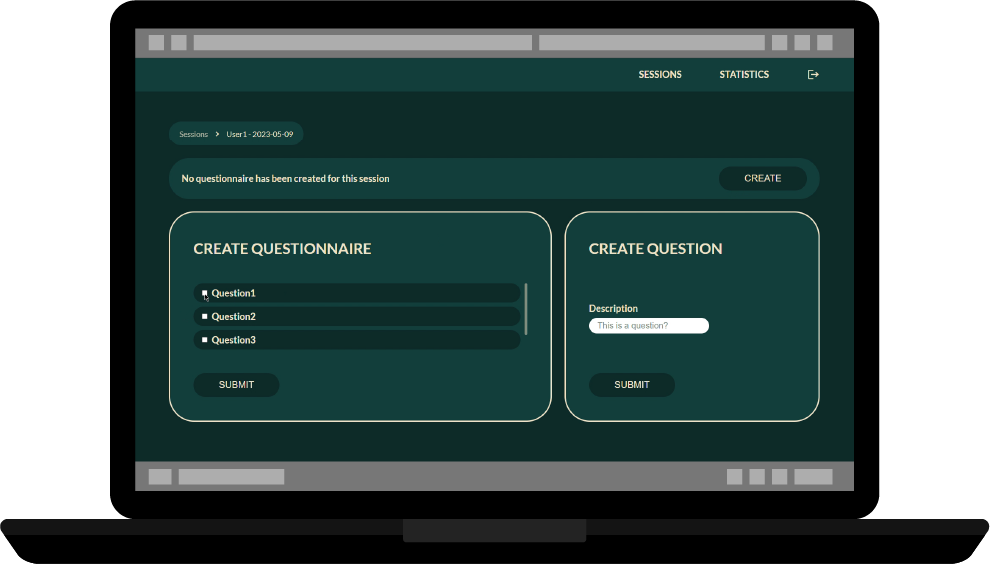 SESSIONS STATISTICS
Sessions > User1 - 2023-05-09
No questionnaire has been created for this session
CREATE
CREATE QUESTIONNAIRE
Question1
Question2
Question3
SUBMIT
CREATE QUESTION
Description
This is a question?
SUBMIT